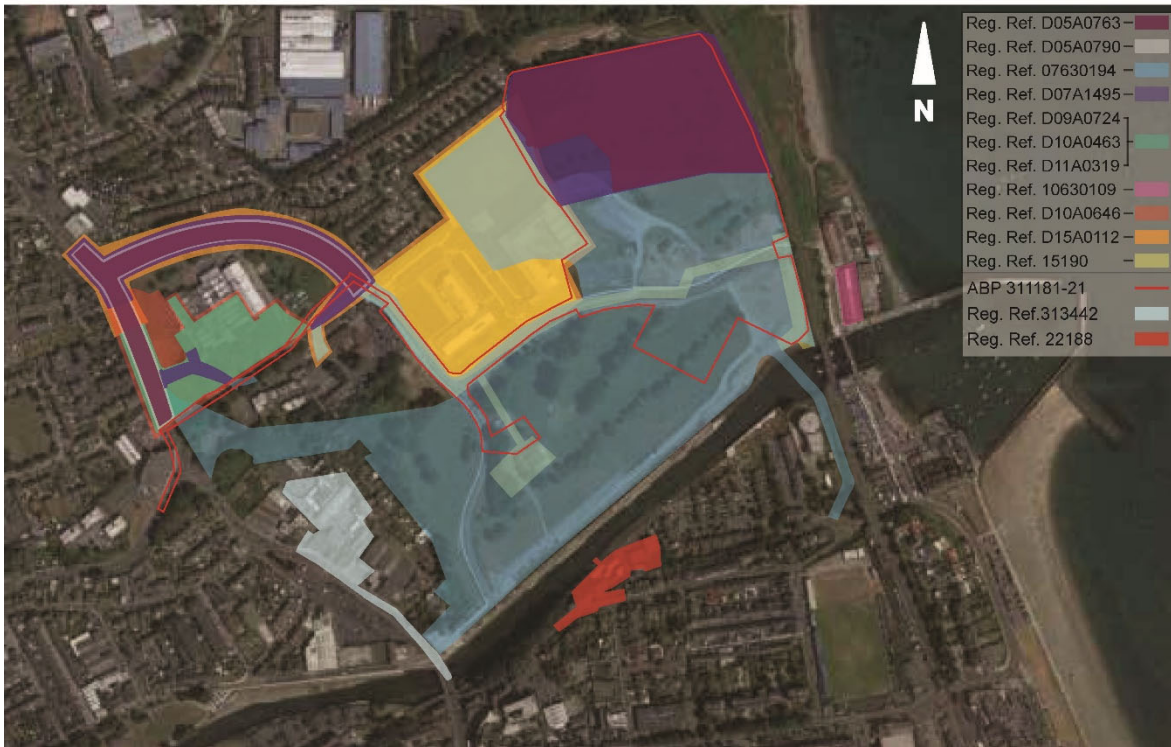 N
Reg. Ref. D05A0763
Reg. Ref. D05A0790
Reg. Ref. 07630194
Reg. Ref. D07A1495
Reg. Ref. D09A0724
Reg. Ref. D10A0463
Reg. Ref. D11A0319
Reg. Ref. 10630109
Reg. Ref. D10A0646
Reg. Ref. D15A0112
Reg. Ref. 15190
ABP 311181-21
Reg. Ref.313442
Reg. Ref. 22188